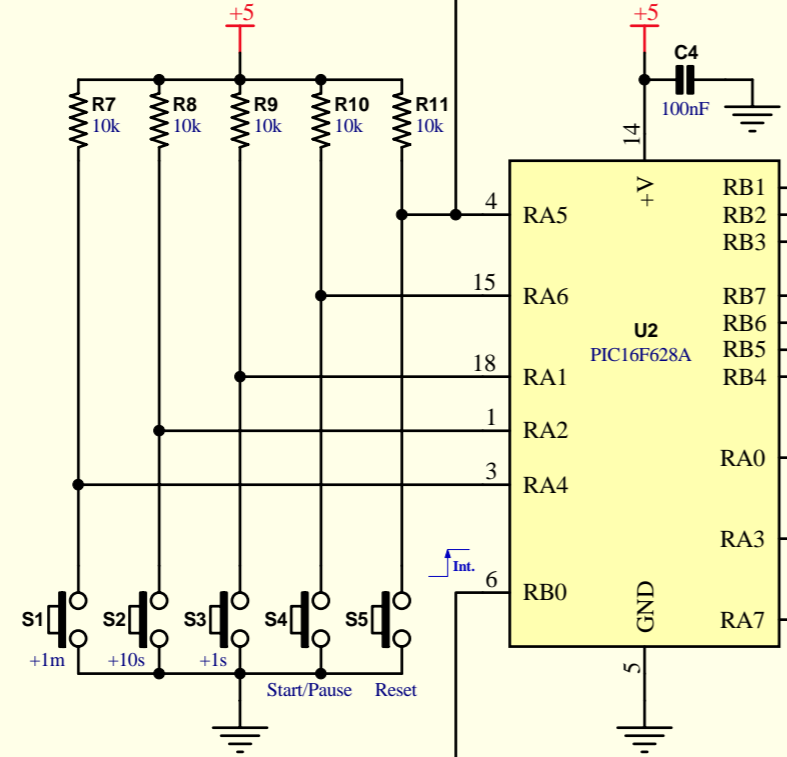 +5
+5
R7
10k
R8
10k
R9
10k
R10
10k
R11
10k
C4
100nF
14
+V
4
RA5
15
RA6
18
RA1
1
RA2
3
RA4
6
RB0
Int.
U2
PIC16F628A
RB1
RB2
RB3
RB7
RB6
RB5
RB4
RA0
RA3
RA7
GND
5
S1
+1m
S2
+10s
S3
+1s
S4
Start/Pause
S5
Reset